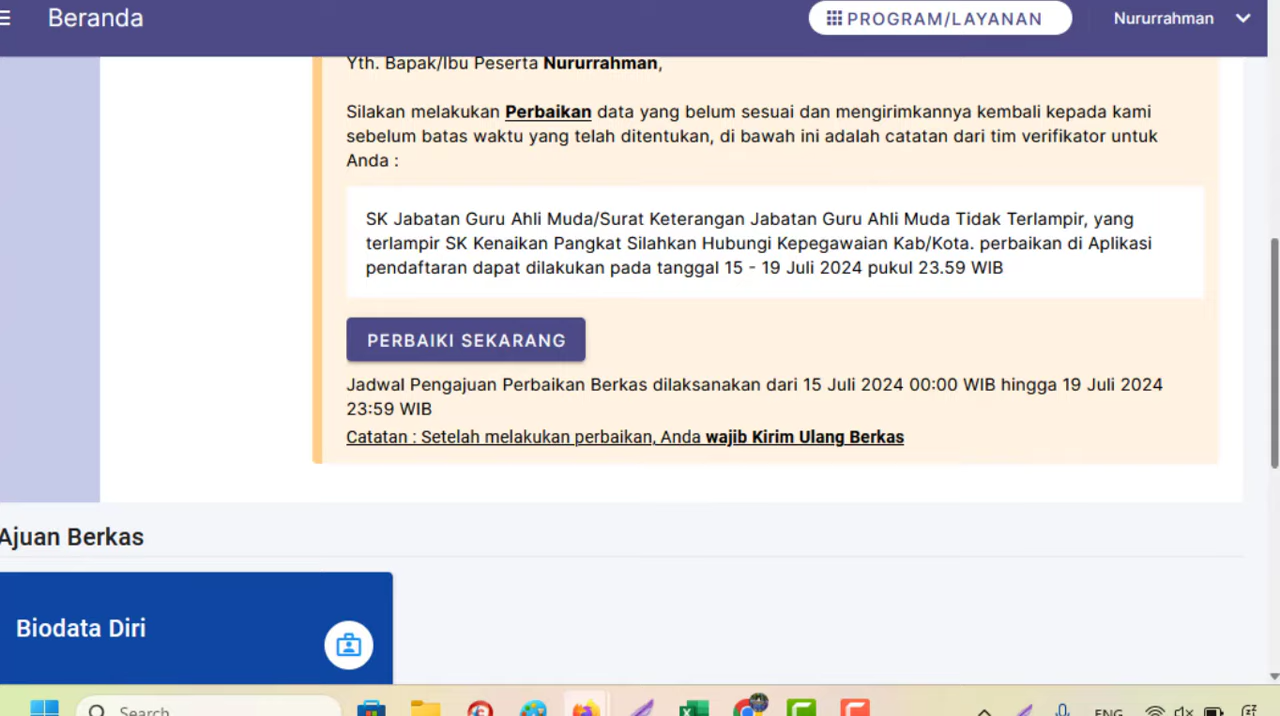 Beranda
PROGRAM/LAYANAN
Nururrahman
Yth. Bapak/Ibu Peserta Nururrahman,
Silakan melakukan Perbaikan data yang belum sesuai dan mengirimkannya kembali kepada kami
sebelum batas waktu yang telah ditentukan, di bawah ini adalah catatan dari tim verifikator untuk
Anda :
SK Jabatan Guru Ahli Muda/Surat Keterangan Jabatan Guru Ahli Muda Tidak Terlampir, yang
terlampir SK Kenaikan Pangkat Silahkan Hubungi Kepegawaian Kab/Kota. perbaikan di Aplikasi
pendaftaran dapat dilakukan pada tanggal 15 - 19 Juli 2024 pukul 23.59 WIB
PERBAIKI SEKARANG
Jadwal Pengajuan Perbaikan Berkas dilaksanakan dari 15 Juli 2024 00:00 WIB hingga 19 Juli 2024
23:59 WIB
Catatan : Setelah melakukan perbaikan, Anda wajib Kirim Ulang Berkas
Ajuan Berkas
Biodata Diri
Search
ENG